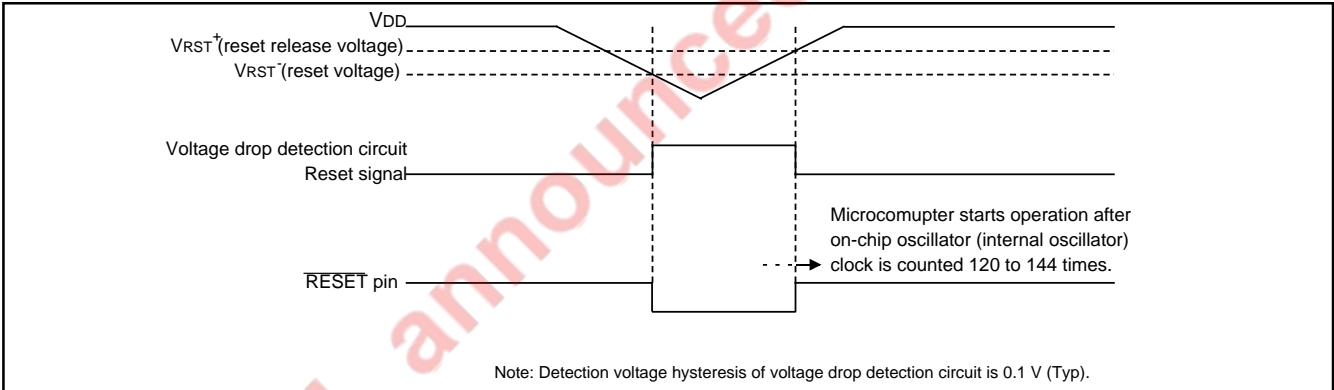 VDD
VRST+(reset release voltage)
VRST-(reset voltage)
Voltage drop detection circuit
Reset signal
Microcomupter starts operation after
on-chip oscillator (internal oscillator)
clock is counted 120 to 144 times.
RESET pin
Note: Detection voltage hysteresis of voltage drop detection circuit is 0.1 V (Typ).
announced